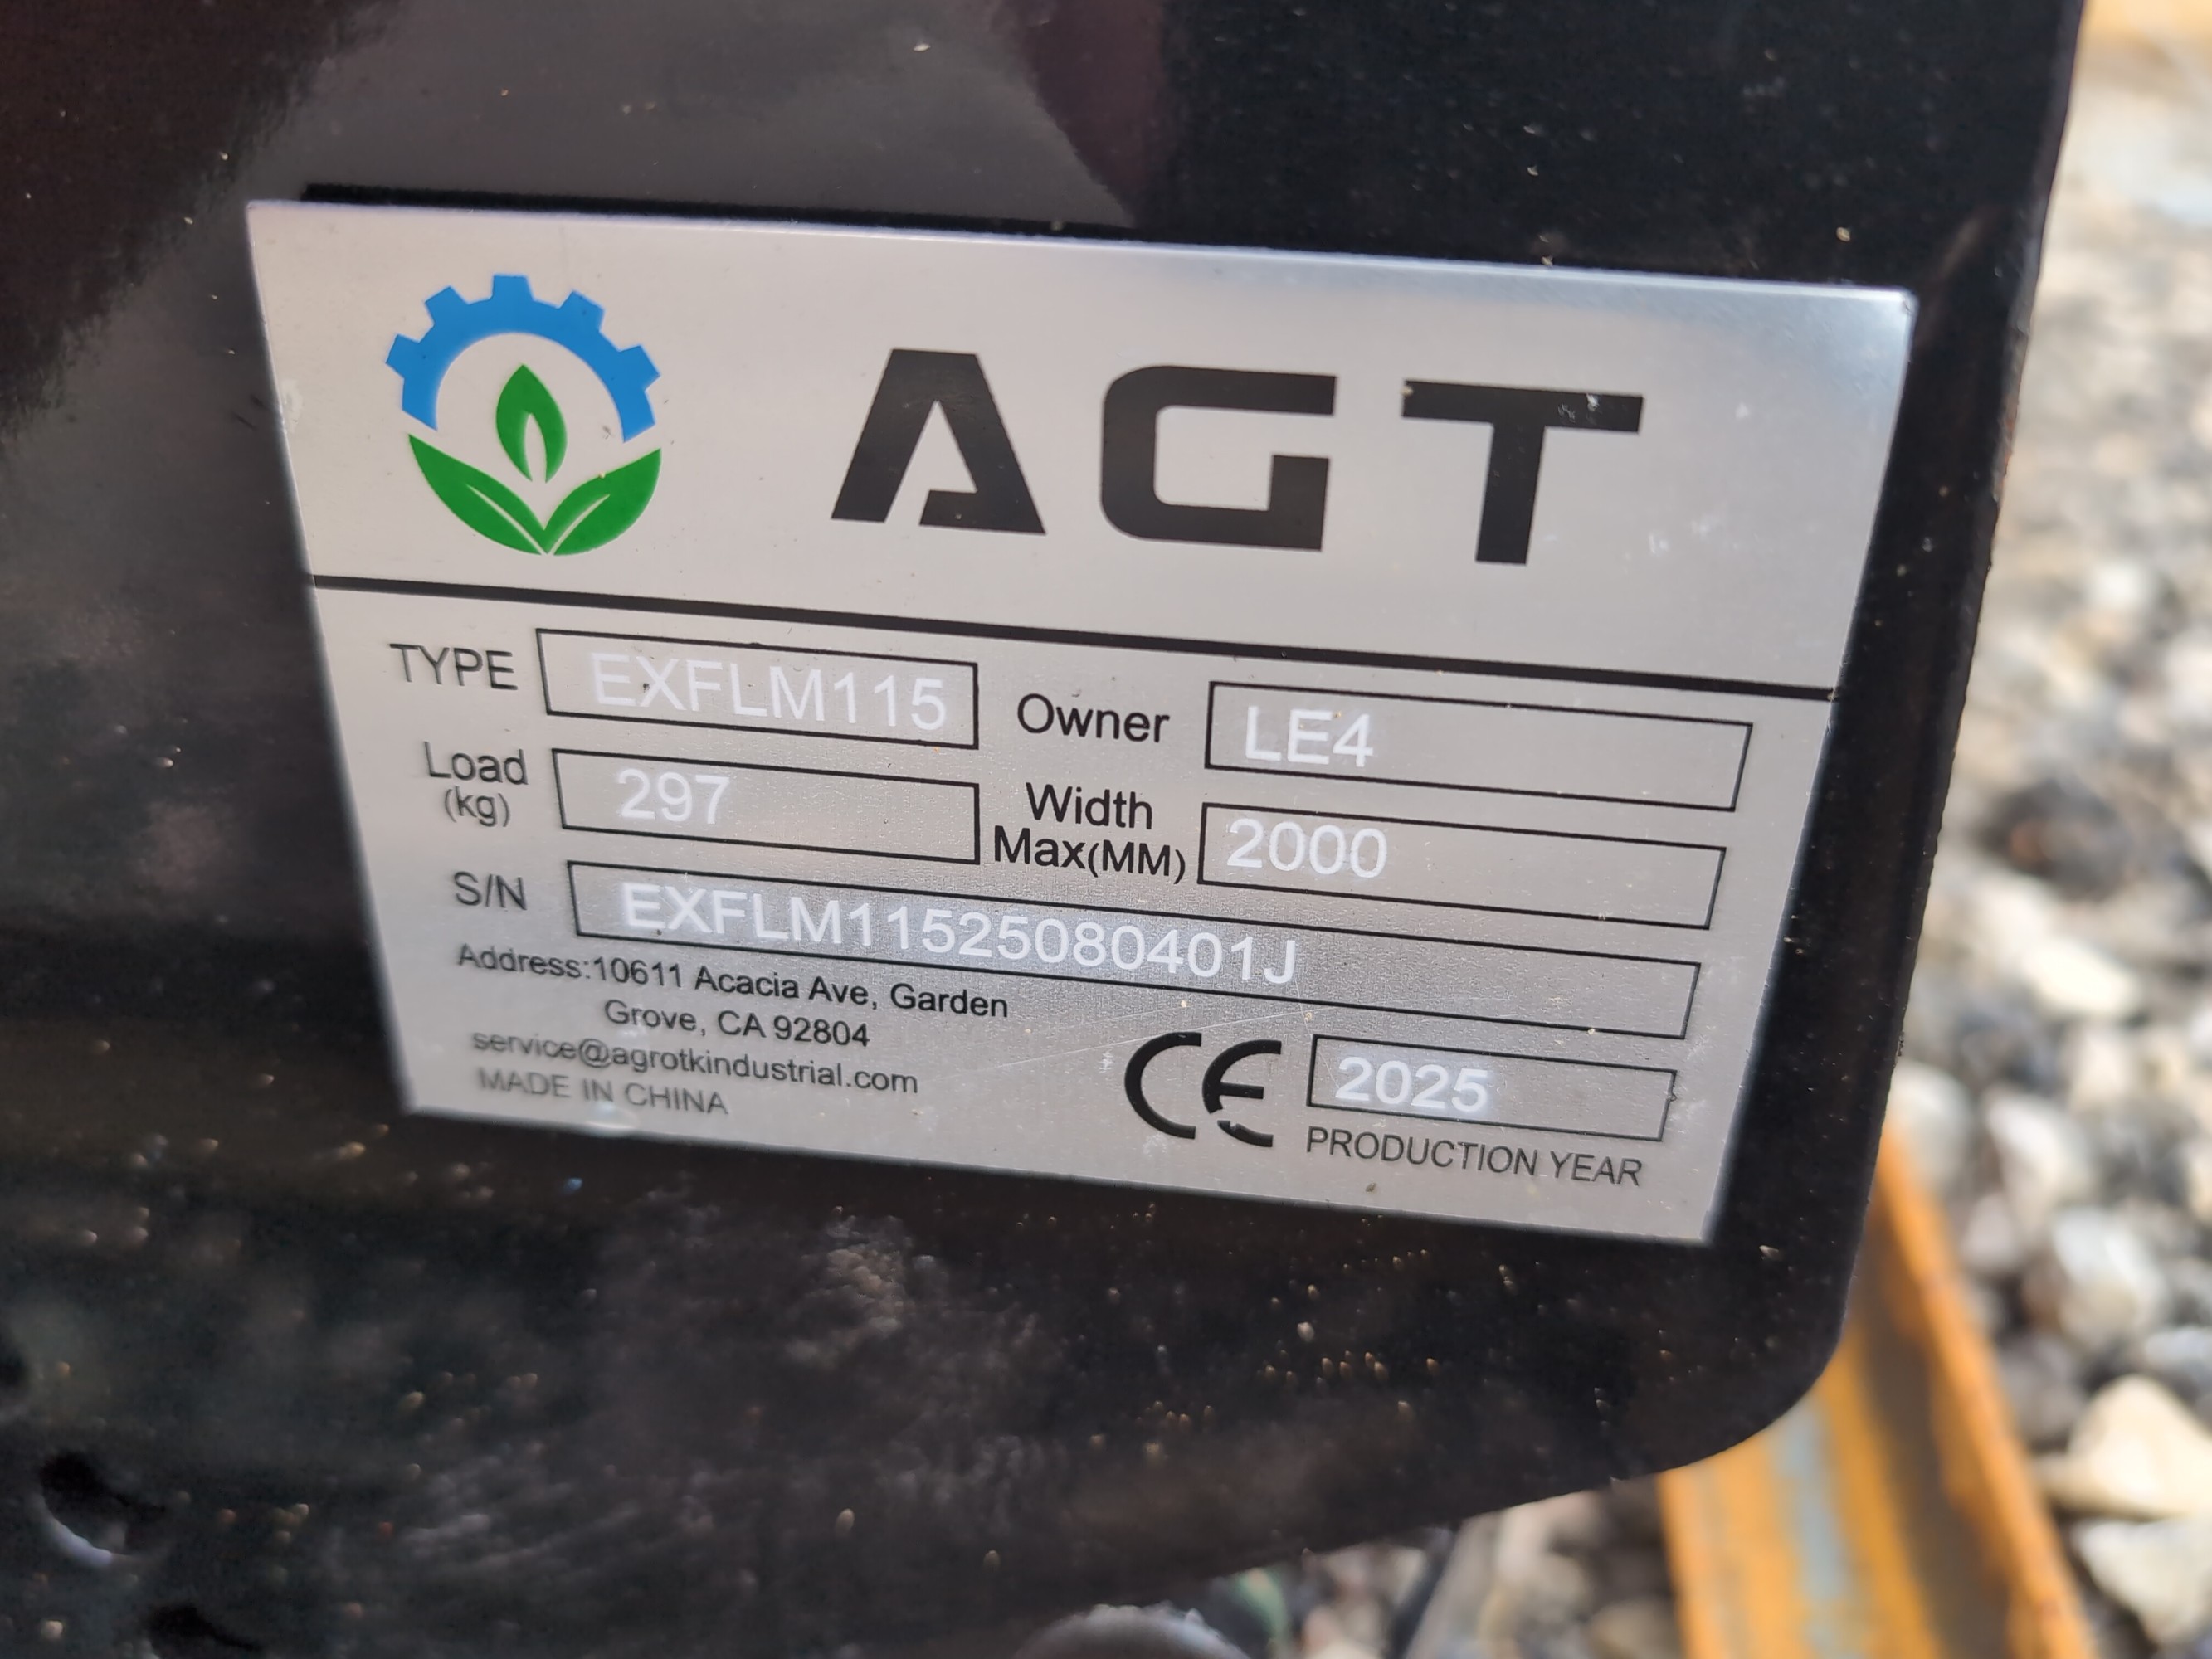 AGT
TYPE EXFLM115 Owner LE4
Load (kg) 297 Width Max(MM) 2000
S/N EXFLM11525080401J
Address:10611 Acacia Ave, Garden
Grove, CA 92804
service@agrotkindustrial.com
MADE IN CHINA
CE 2025
PRODUCTION YEAR